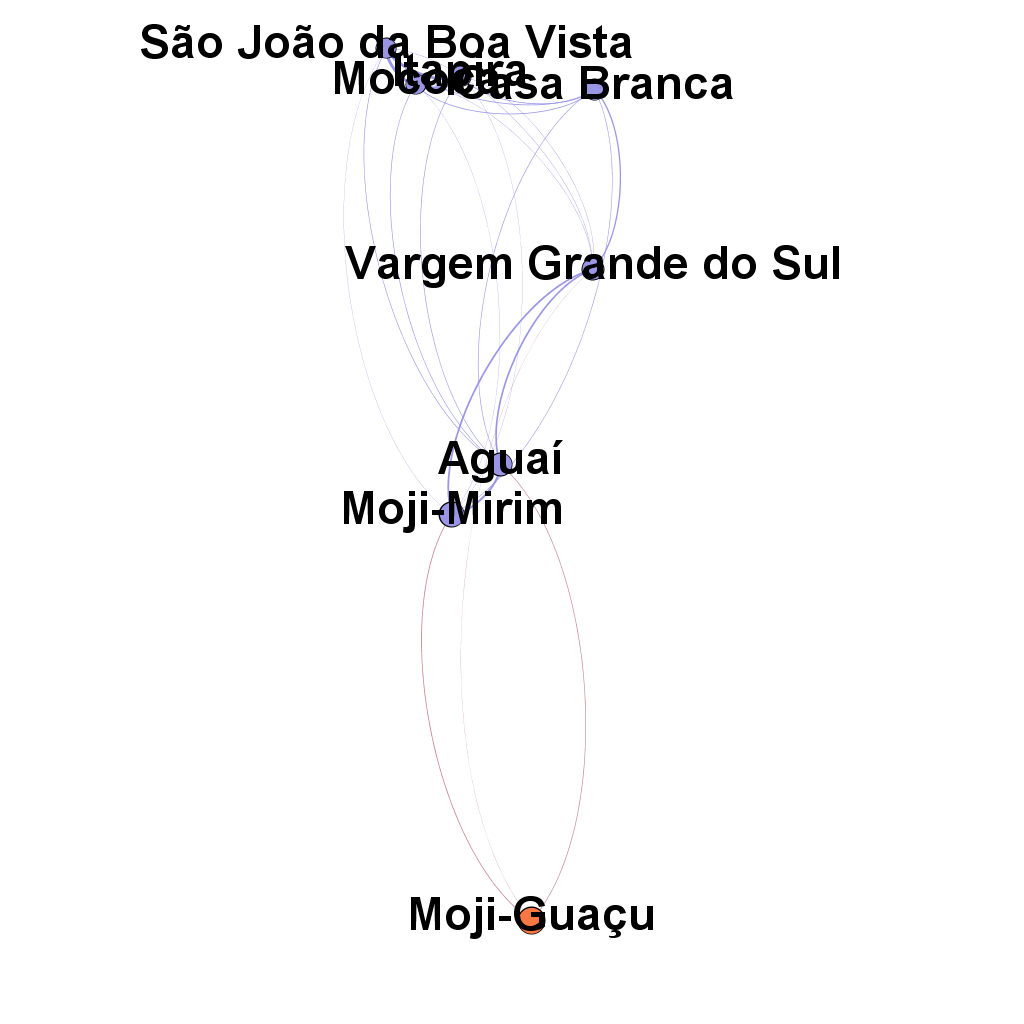 São João da Boa Vista
Itapira
Mococa
Casa Branca
Vargem Grande do Sul
Aguaí
Moji-Mirim
Moji-Guaçu